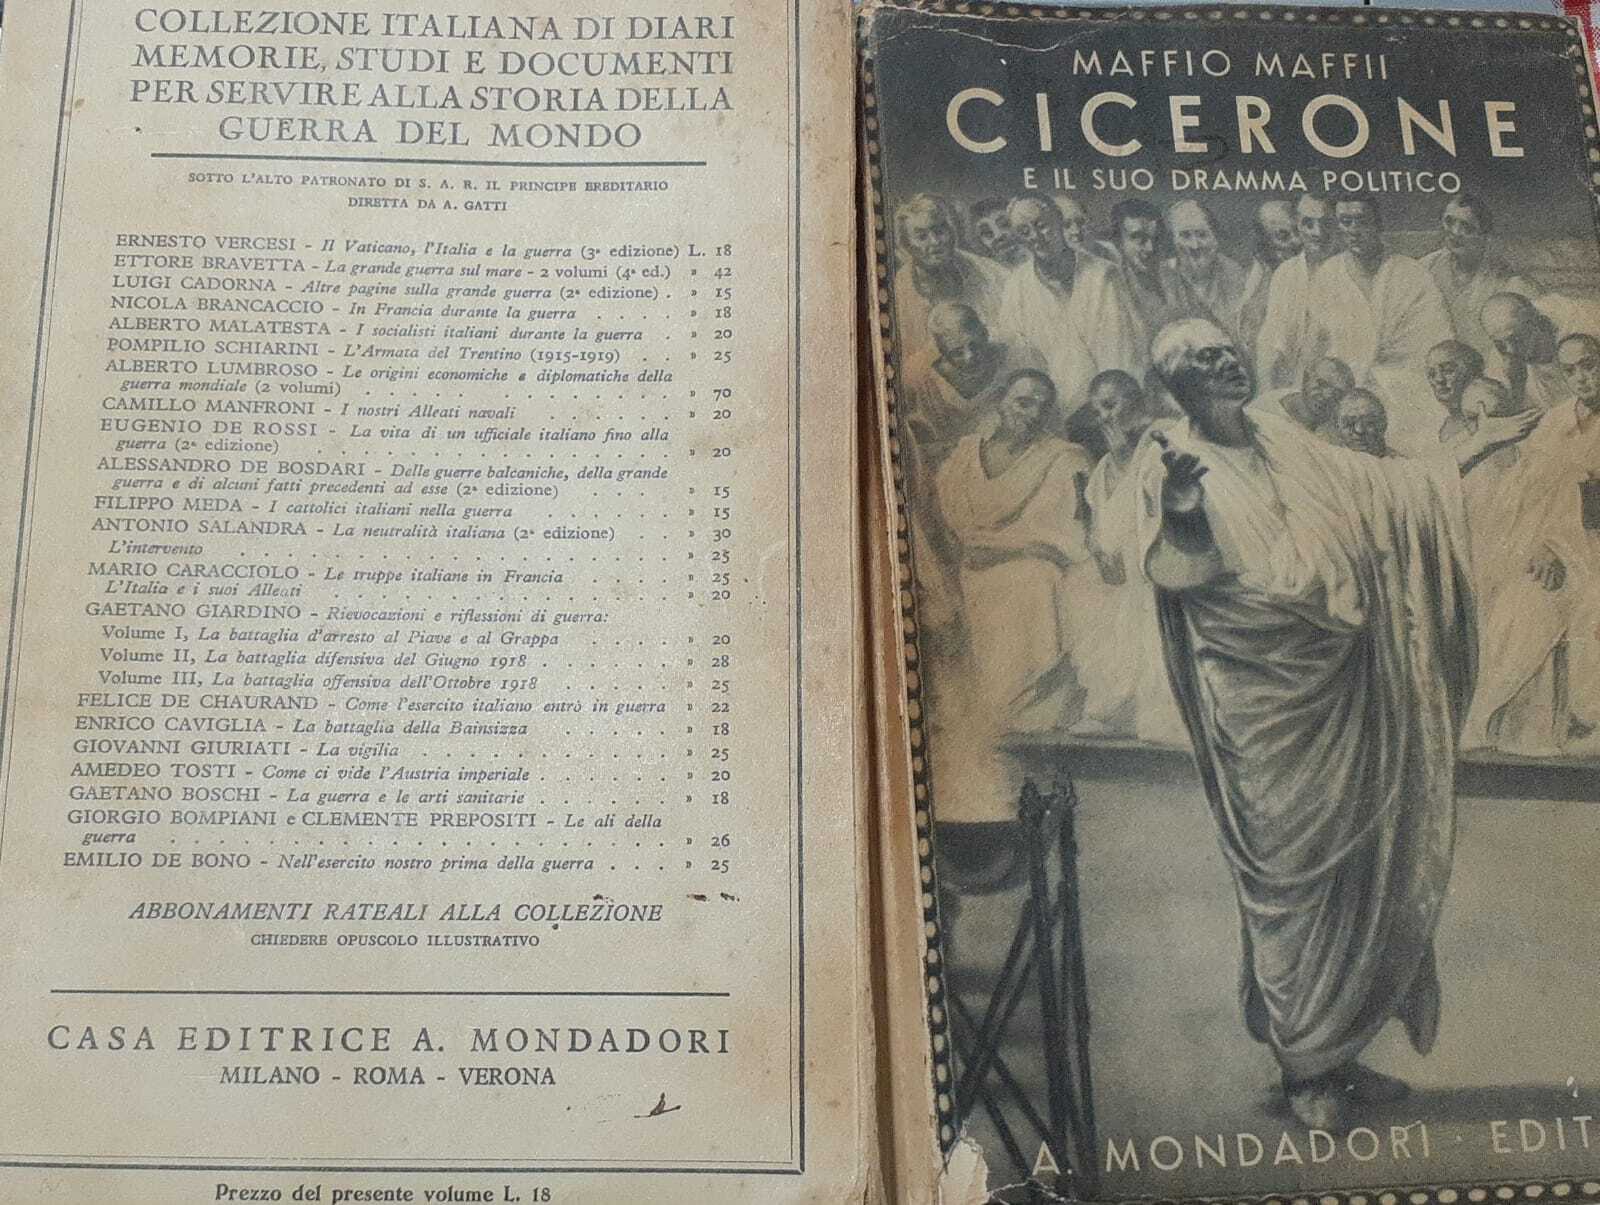 COLLEZIONE ITALIANA DI DIARI
MEMORIE, STUDI E DOCUMENTI
PER SERVIRE ALLA STORIA DELLA
GUERRA DEL MONDO
SOTTO L'ALTO PATRONATO DI S. A. R. IL PRINCIPE EREDITARIO
DIRETTA DA A. GATTI
ERNESTO VERCESI - Il Vaticano, l'Italia e la guerra (3ª edizione) L. 18
ETTORE BRAVETTA - La grande guerra sul mare - 2 volumi (4ª ed.) » 42
LUIGI CADORNA - Altre pagine sulla grande guerra (2ª edizione) . » 15
NICOLA BRANCACCIO - In Francia durante la guerra . . . . » 18
ALBERTO MALATESTA - I socialisti italiani durante la guerra . » 20
POMPILIO SCHIARINI - L'Armata del Trentino (1915-1919) . . » 25
ALBERTO LUMBROSO - Le origini economiche e diplomatiche della
guerra mondiale (2 volumi) . . . . . . . . . . . . . » 70
CAMILLO MANFRONI - I nostri Alleati navali . . . . . . » 20
EUGENIO DE ROSSI - La vita di un ufficiale italiano fino alla
guerra (2ª edizione) . . . . . . . . . . . . . . . » 20
ALESSANDRO DE BOSDARI - Delle guerre balcaniche, della grande
guerra e di alcuni fatti precedenti ad esse (2ª edizione) . . . » 15
FILIPPO MEDA - I cattolici italiani nella guerra . . . . . . » 15
ANTONIO SALANDRA - La neutralità italiana (2ª edizione) . . » 30
L'intervento . . . . . . . . . . . . . . . . . » 25
MARIO CARACCIOLO - Le truppe italiane in Francia . . . . » 25
L'Italia e i suoi Alleati . . . . . . . . . . . . . . » 20
GAETANO GIARDINO - Rievocazioni e riflessioni di guerra:
Volume I, La battaglia d'arresto al Piave e al Grappa . . . . » 20
Volume II, La battaglia difensiva del Giugno 1918 . . . . . . » 28
Volume III, La battaglia offensiva dell'Ottobre 1918 . . . . . » 25
FELICE DE CHAURAND - Come l'esercito italiano entrò in guerra » 22
ENRICO CAVIGLIA - La battaglia della Bainsizza . . . . . » 18
GIOVANNI GIURIATI - La vigilia . . . . . . . . . . . » 25
AMEDEO TOSTI - Come ci vide l'Austria imperiale . . . . . . » 20
GAETANO BOSCHI - La guerra e le arti sanitarie . . . . . . » 18
GIORGIO BOMPIANI e CLEMENTE PREPOSITI - Le ali della
guerra . . . . . . . . . . . . . . . . . . . . » 26
EMILIO DE BONO - Nell'esercito nostro prima della guerra . . . » 25
ABBONAMENTI RATEALI ALLA COLLEZIONE
CHIEDERE OPUSCOLO ILLUSTRATIVO
CASA EDITRICE A. MONDADORI
MILANO - ROMA - VERONA
Prezzo del presente volume L. 18
MAFFIO MAFFII
CICERONE
E IL SUO DRAMMA POLITICO
A. MONDADORI · EDIT